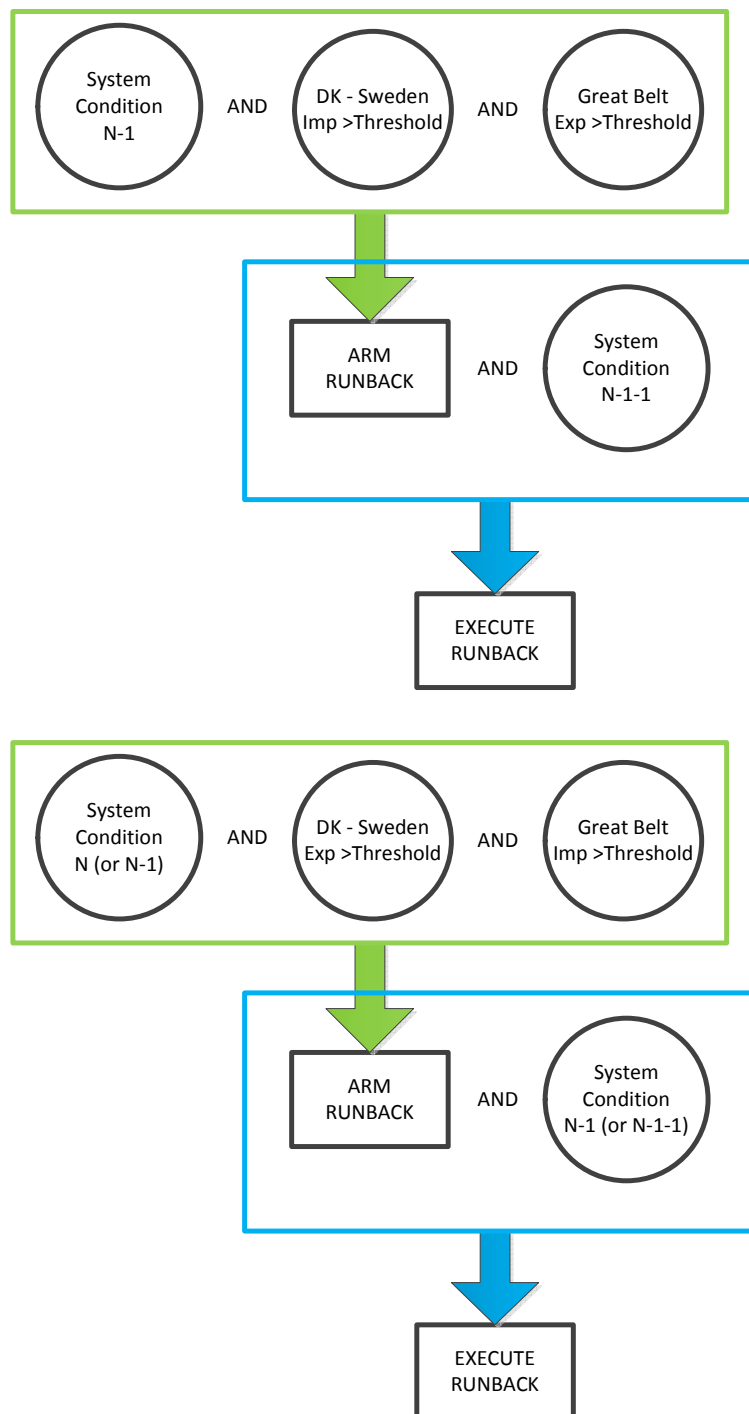 System
Condition
N-1
AND
DK - Sweden
Imp >Threshold
AND
Great Belt
Exp >Threshold
ARM
RUNBACK
AND
System
Condition
N-1-1
EXECUTE
RUNBACK
System
Condition
N (or N-1)
AND
DK - Sweden
Exp >Threshold
AND
Great Belt
Imp >Threshold
ARM
RUNBACK
AND
System
Condition
N-1 (or N-1-1)
EXECUTE
RUNBACK